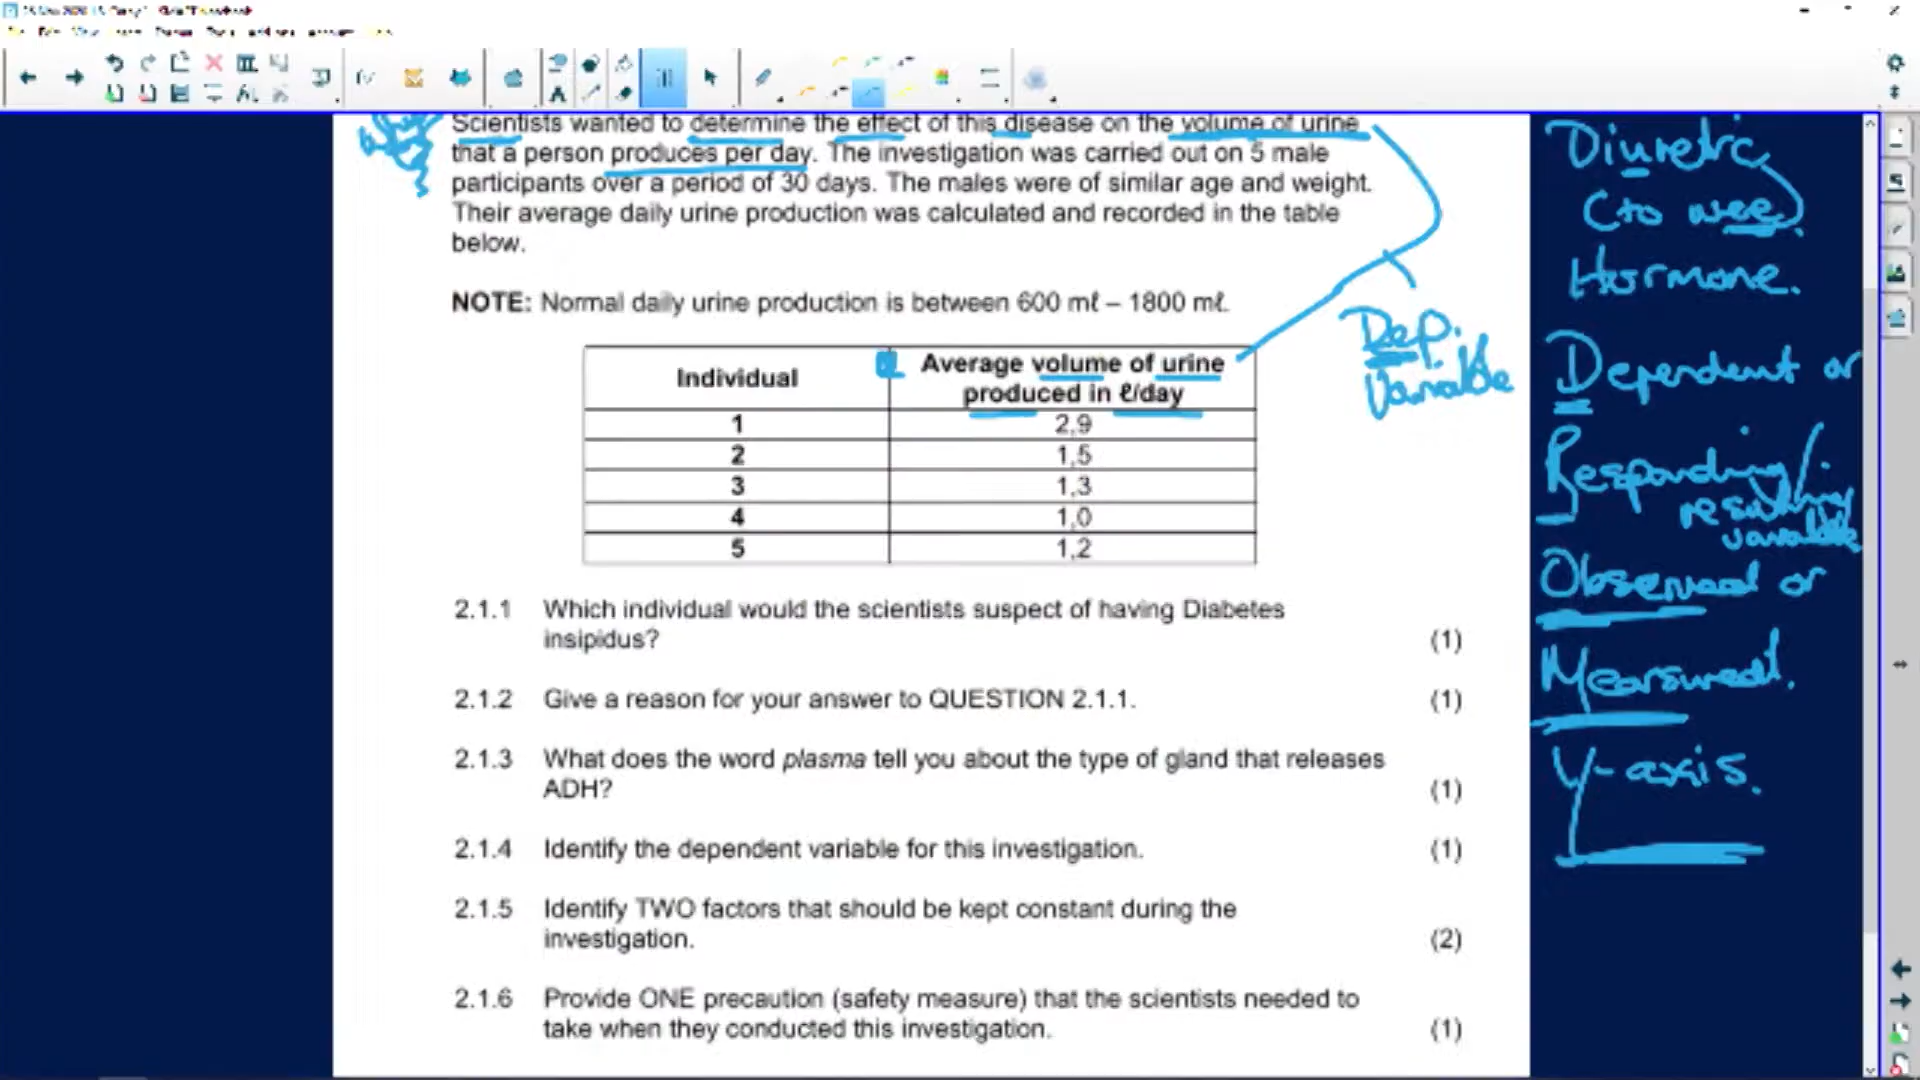 Scientists wanted to determine the effect of this disease on the volume of urine
that a person produces per day. The investigation was carried out on 5 male
participants over a period of 30 days. The males were of similar age and weight.
Their average daily urine production was calculated and recorded in the table
below.
NOTE: Normal daily urine production is between 600 mℓ – 1800 mℓ.
Individual Average volume of urine
produced in ℓ/day
1 2,9
2 1,5
3 1,3
4 1,0
5 1,2
Dep.
Variable
2.1.1 Which individual would the scientists suspect of having Diabetes
insipidus? (1)
2.1.2 Give a reason for your answer to QUESTION 2.1.1. (1)
2.1.3 What does the word plasma tell you about the type of gland that releases
ADH? (1)
2.1.4 Identify the dependent variable for this investigation. (1)
2.1.5 Identify TWO factors that should be kept constant during the
investigation. (2)
2.1.6 Provide ONE precaution (safety measure) that the scientists needed to
take when they conducted this investigation. (1)
Diuretic
(to wee)
Hormone.
Dependent or
Responding/
resulting
variable
Observed or
Measured.
Y-axis.